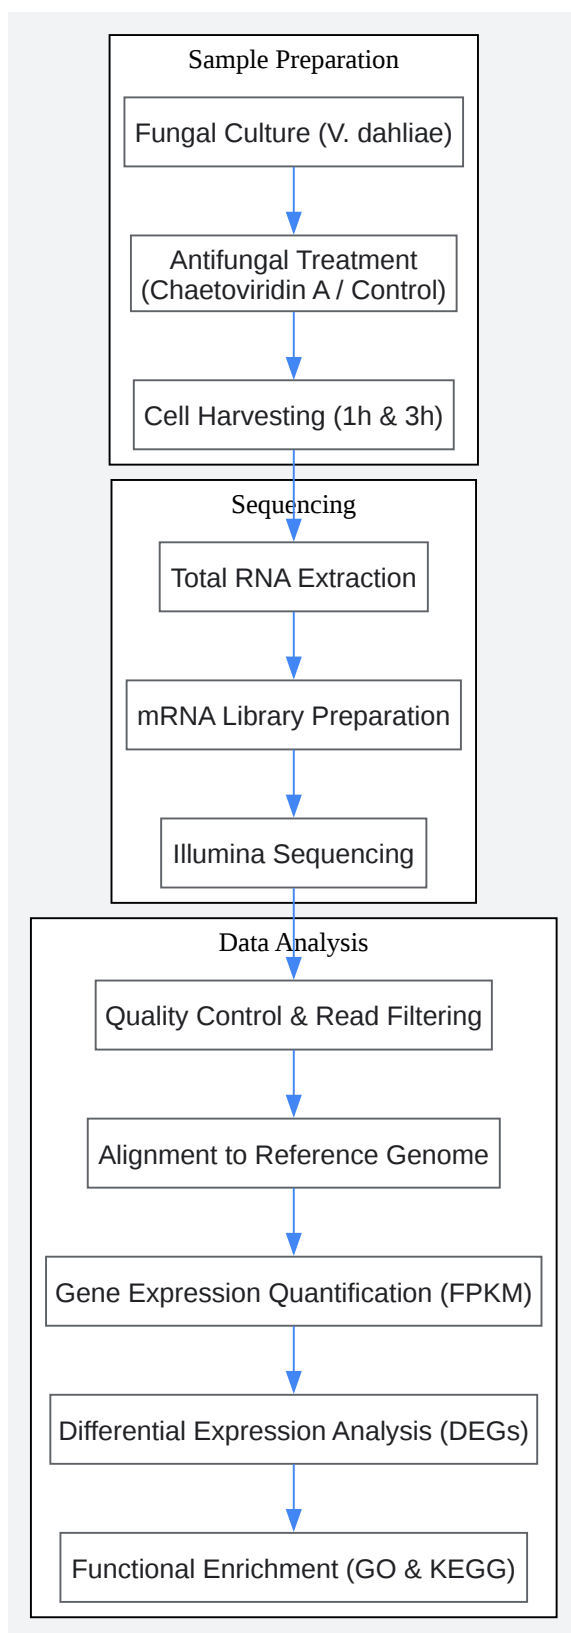 Sample Preparation
Fungal Culture (V. dahliae)
Antifungal Treatment
(Chaetoviridin A / Control)
Cell Harvesting (1h & 3h)
Sequencing
Total RNA Extraction
mRNA Library Preparation
Illumina Sequencing
Data Analysis
Quality Control & Read Filtering
Alignment to Reference Genome
Gene Expression Quantification (FPKM)
Differential Expression Analysis (DEGs)
Functional Enrichment (GO & KEGG)